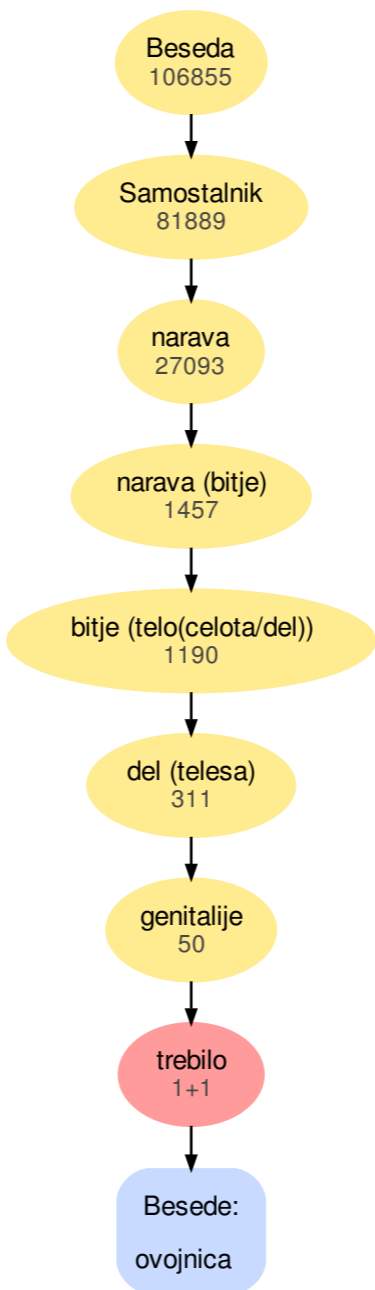 Beseda
106855
Samostalnik
81889
narava
27093
narava (bitje)
1457
bitje (telo(celota/del))
1190
del (telesa)
311
genitalije
50
trebilo
1+1
Besede:
ovojnica